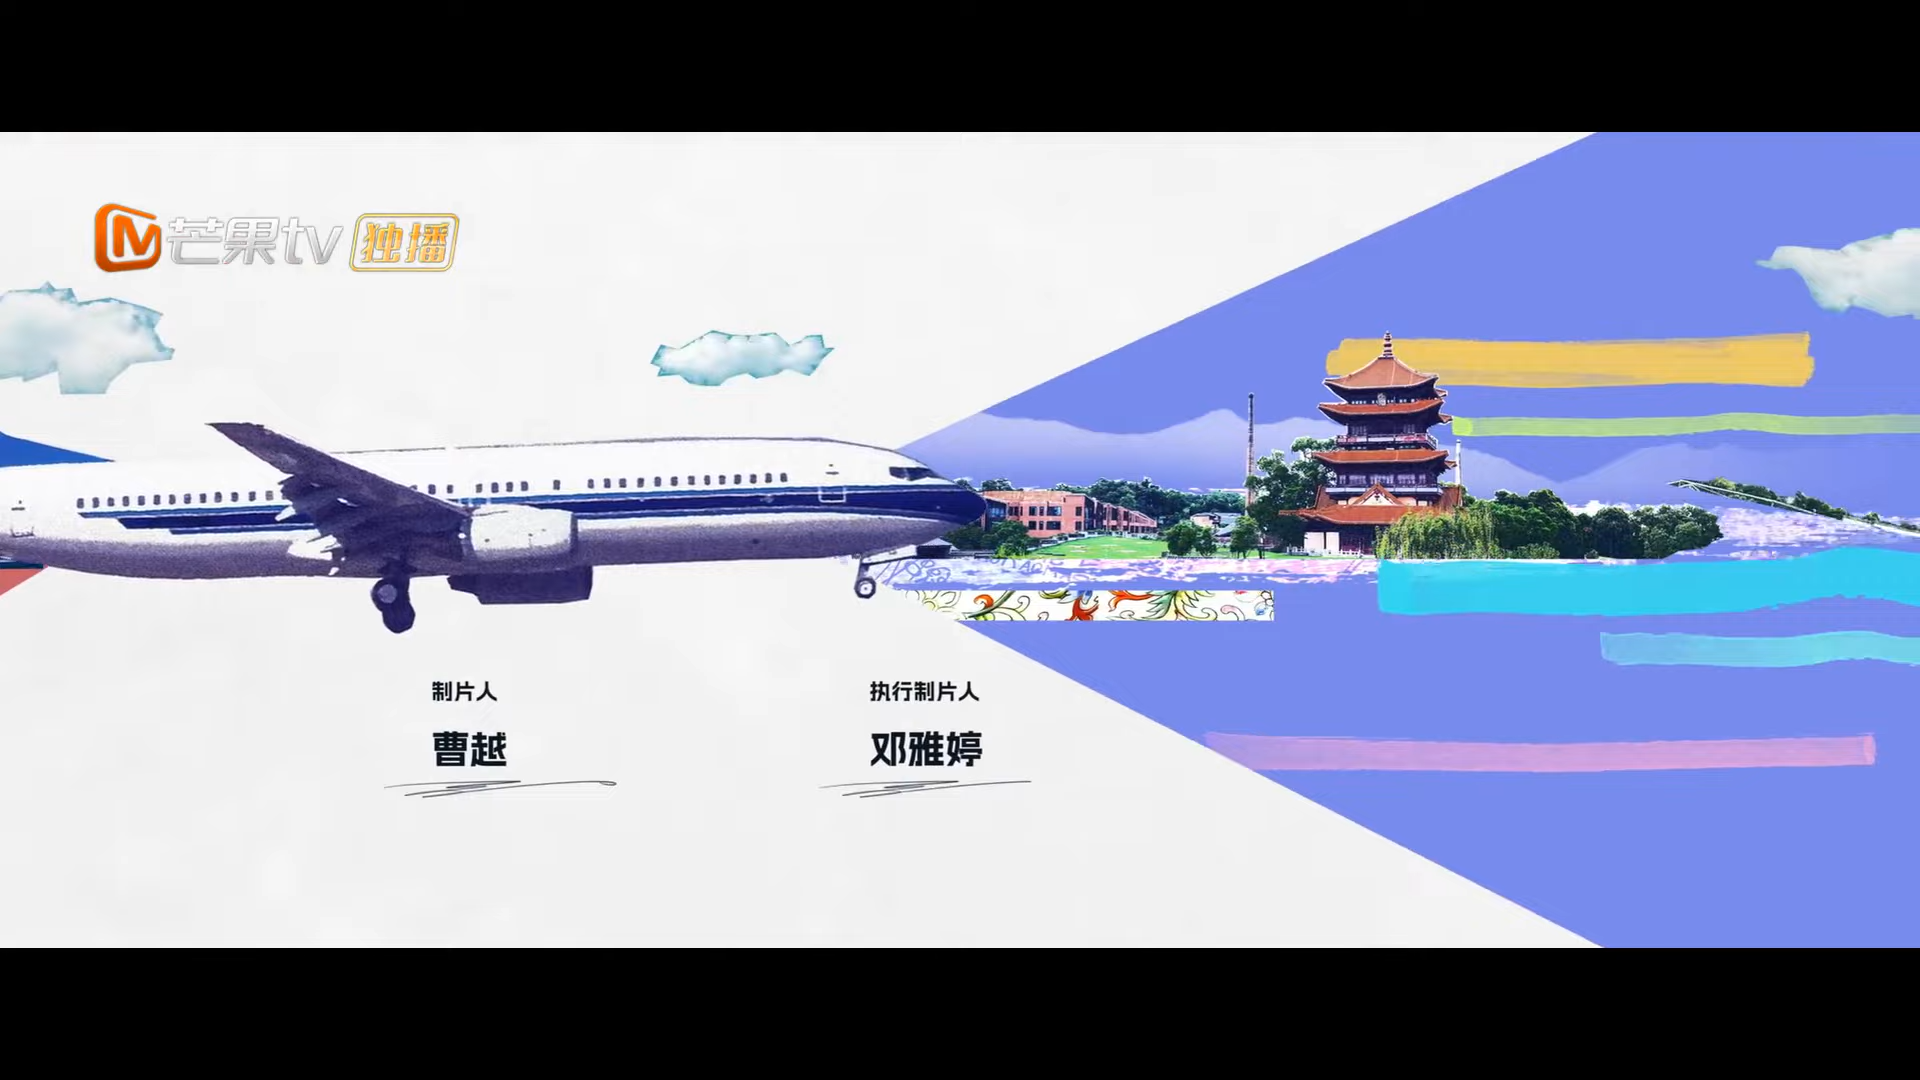 芒果tv 独播
制片人
曹越
执行制片人
邓雅婷